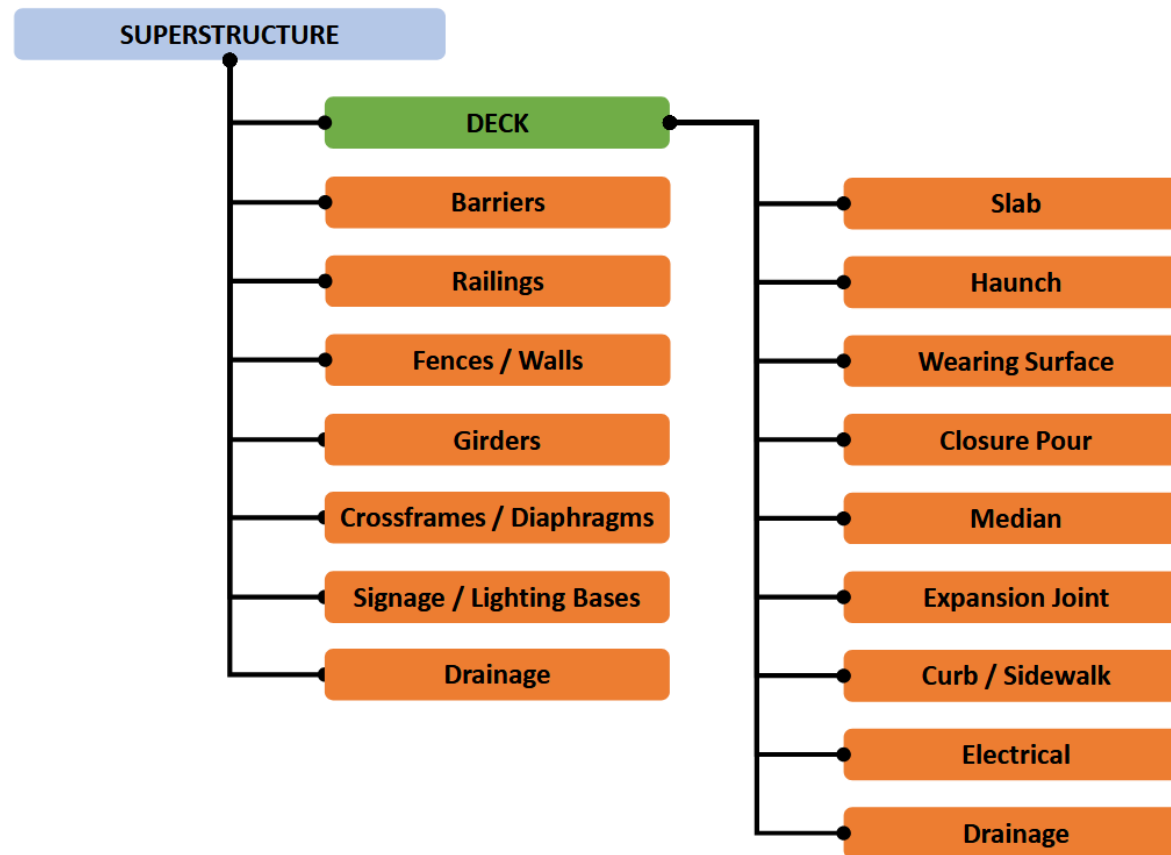 SUPERSTRUCTURE
DECK
Barriers
Railings
Fences / Walls
Girders
Crossframes / Diaphragms
Signage / Lighting Bases
Drainage
Slab
Haunch
Wearing Surface
Closure Pour
Median
Expansion Joint
Curb / Sidewalk
Electrical
Drainage